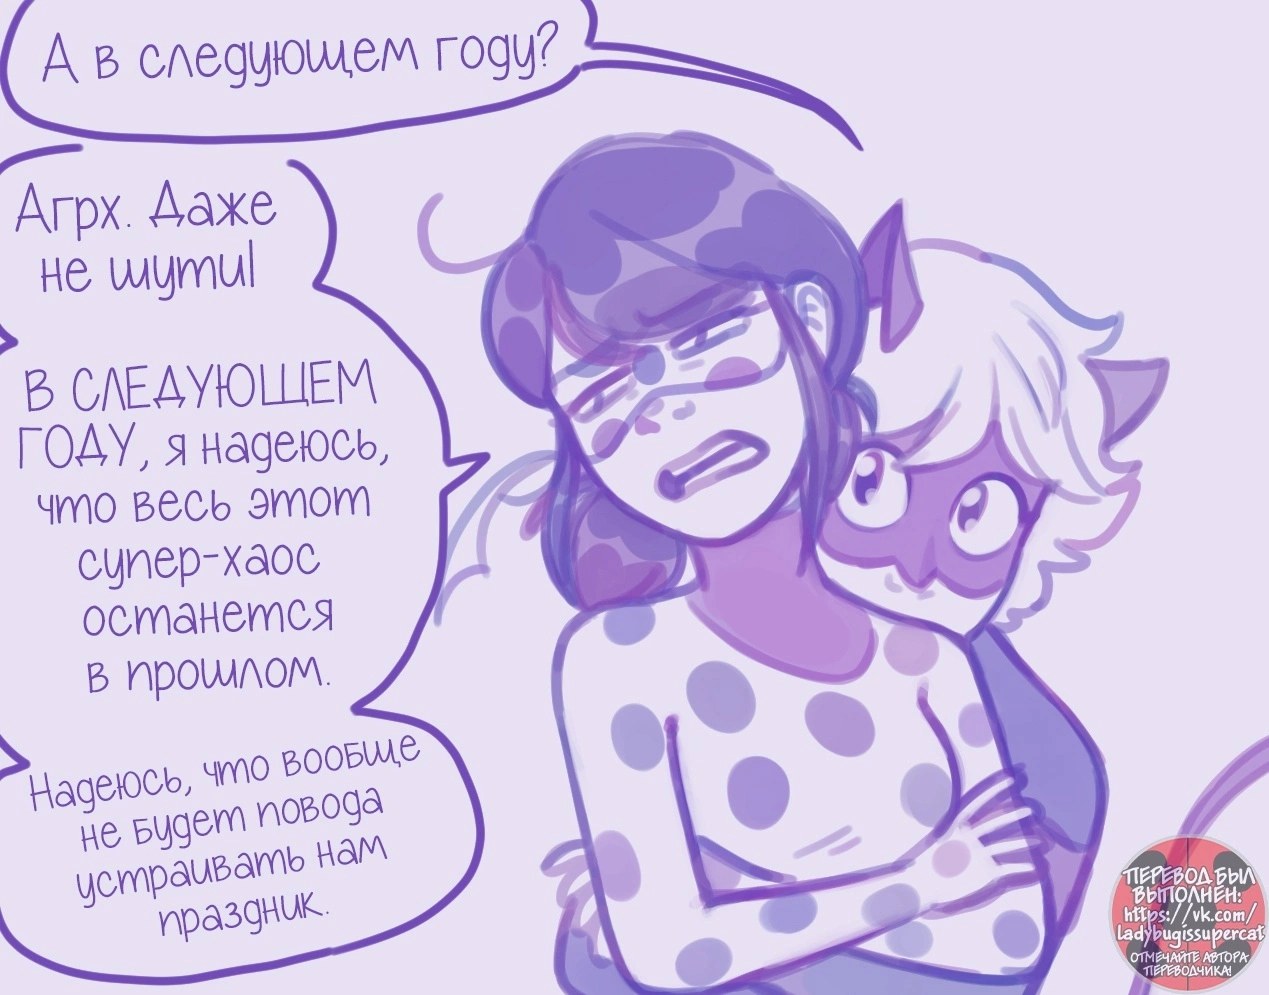 А в следующем году?
Агрх. Даже
не шути!
В СЛЕДУЮЩЕМ
ГОДУ, я надеюсь,
что весь этот
супер-хаос
останется
в прошлом.
Надеюсь, что вообще
не будет повода
устраивать нам
праздник.
ПЕРЕВОД БЫЛ
ВЫПОЛНЕН:
https://vk.com/
ladybugissupercat
ОТМЕЧАЙТЕ АВТОРА
ПЕРЕВОДЧИКА!